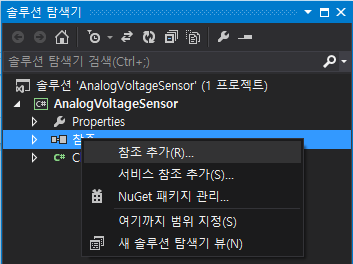 솔루션 탐색기
솔루션 탐색기 검색(Ctrl+;)
솔루션 'AnalogVoltageSensor' (1 프로젝트)
C# AnalogVoltageSensor
Properties
참조
C# C
참조 추가(R)...
서비스 참조 추가(S)...
NuGet 패키지 관리...
여기까지 범위 지정(S)
새 솔루션 탐색기 뷰(N)